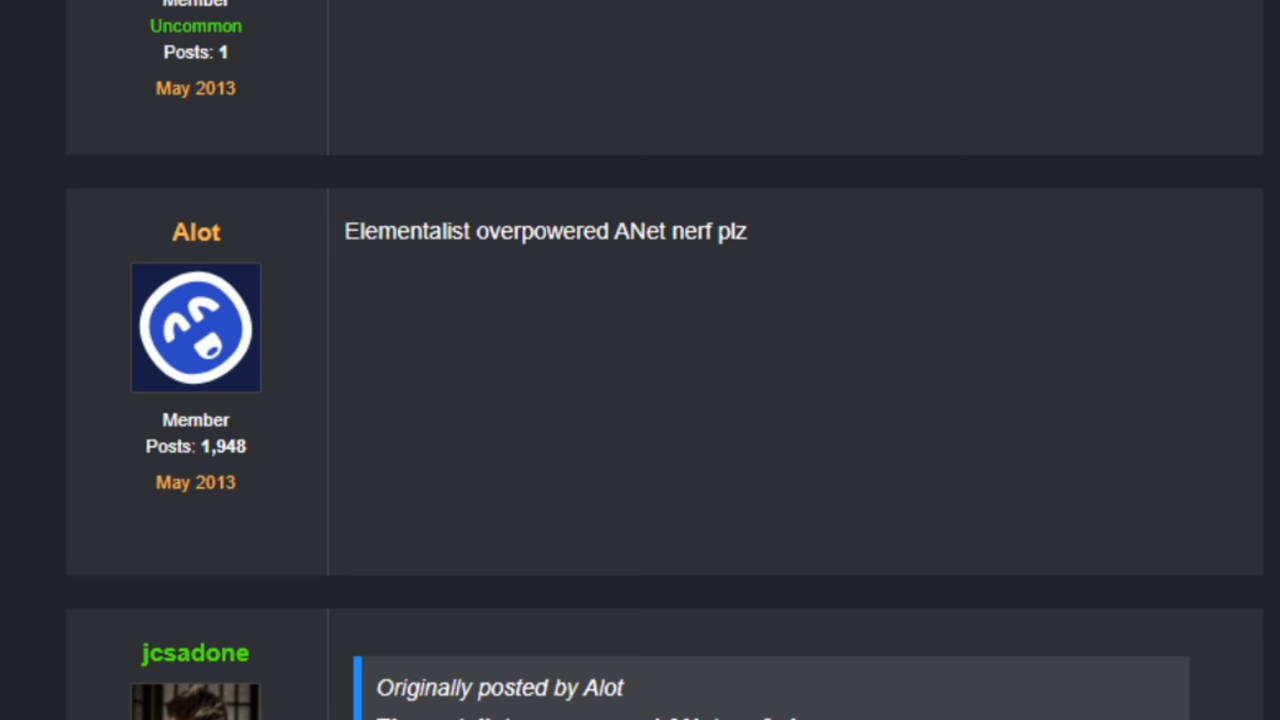 Member
Uncommon
Posts: 1
May 2013
Alot
Elementalist overpowered ANet nerf plz
Member
Posts: 1,948
May 2013
jcsadone
Originally posted by Alot